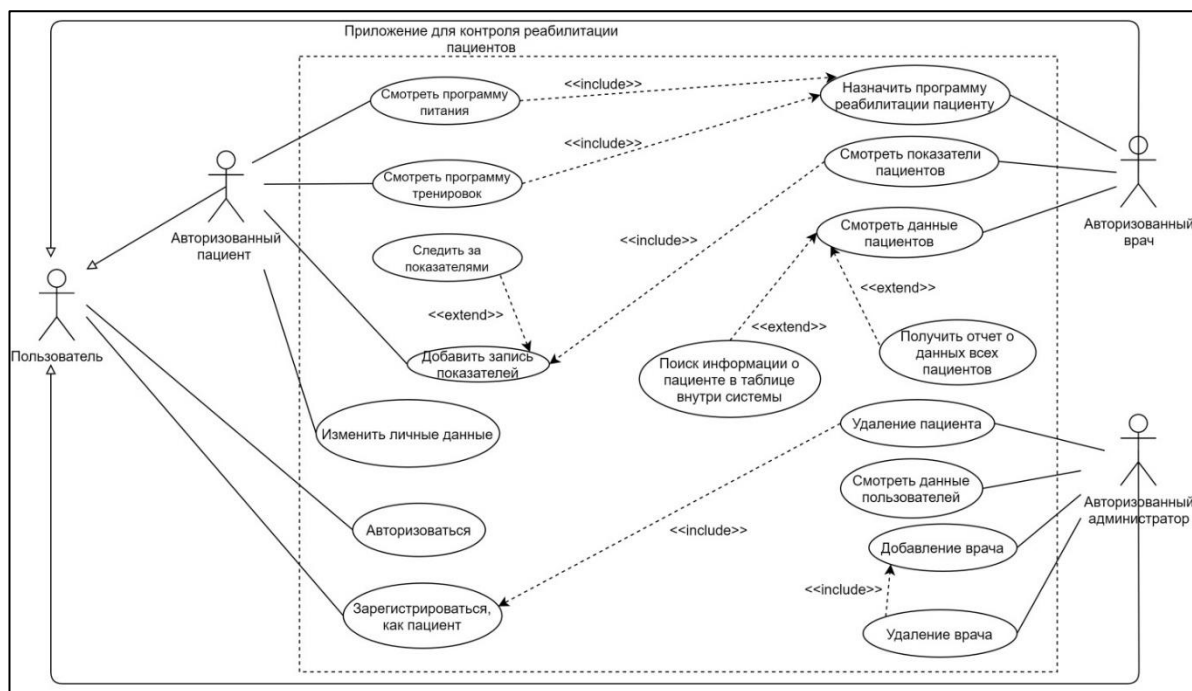 Приложение для контроля реабилитации
пациентов
Смотреть программу
питания
<<include>>
Назначить программу
реабилитации пациенту
<<include>>
Смотреть программу
тренировок
Смотреть показатели
пациентов
Авторизованный
пациент
Авторизованный
врач
Следить за
показателями
<<include>>
Смотреть данные
пациентов
<<extend>>
<<extend>>
<<extend>>
Пользователь
Добавить запись
показателей
Поиск информации о
пациенте в таблице
внутри системы
Получить отчет о
данных всех
пациентов
Изменить личные данные
Удаление пациента
Смотреть данные
пользователей
Авторизованный
администратор
Авторизоваться
<<include>>
Добавление врача
<<include>>
Зарегистрироваться,
как пациент
Удаление врача